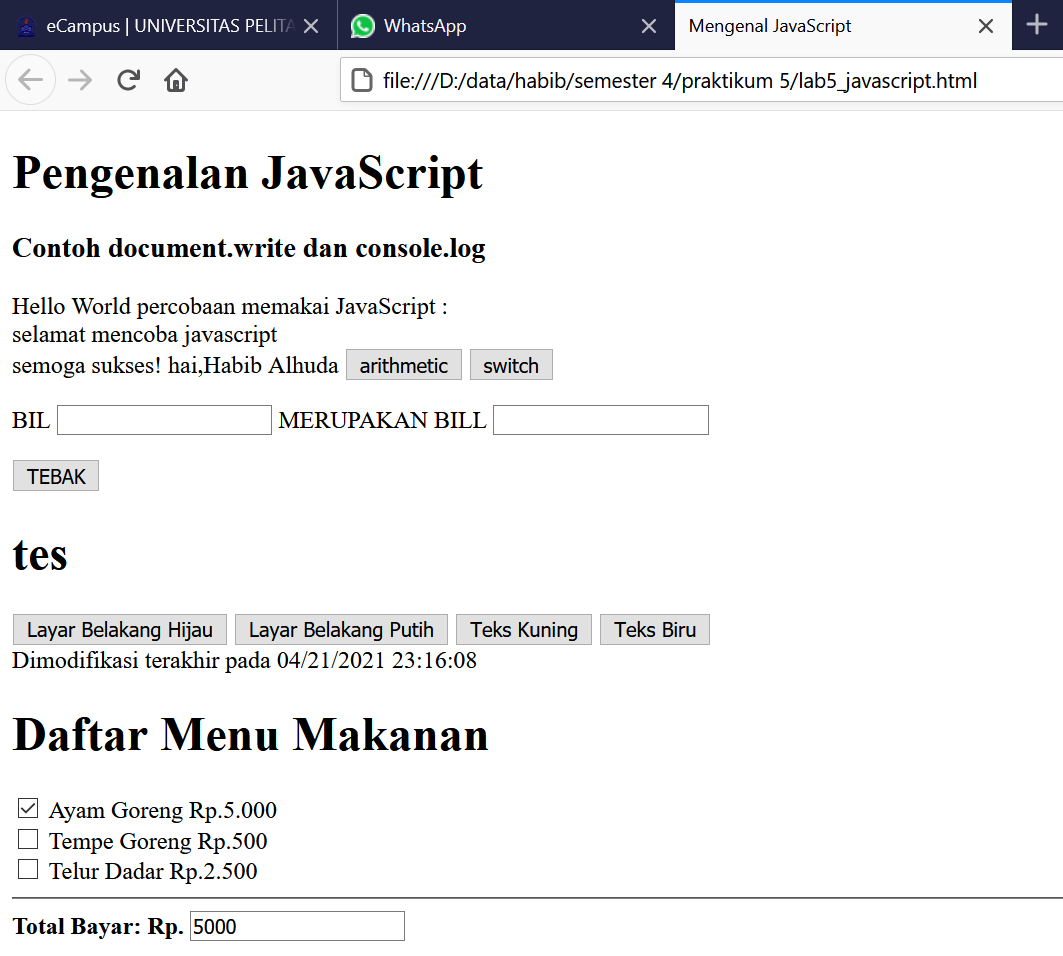 eCampus | UNIVERSITAS PELITA
WhatsApp
Mengenal JavaScript
file:///D:/data/habib/semester 4/praktikum 5/lab5_javascript.html
Pengenalan JavaScript
Contoh document.write dan console.log
Hello World percobaan memakai JavaScript :
selamat mencoba javascript
semoga sukses! hai,Habib Alhuda arithmetic switch
BIL MERUPAKAN BILL
TEBAK
tes
Layar Belakang Hijau Layar Belakang Putih Teks Kuning Teks Biru
Dimodifikasi terakhir pada 04/21/2021 23:16:08
Daftar Menu Makanan
Ayam Goreng Rp.5.000
Tempe Goreng Rp.500
Telur Dadar Rp.2.500
Total Bayar: Rp. 5000